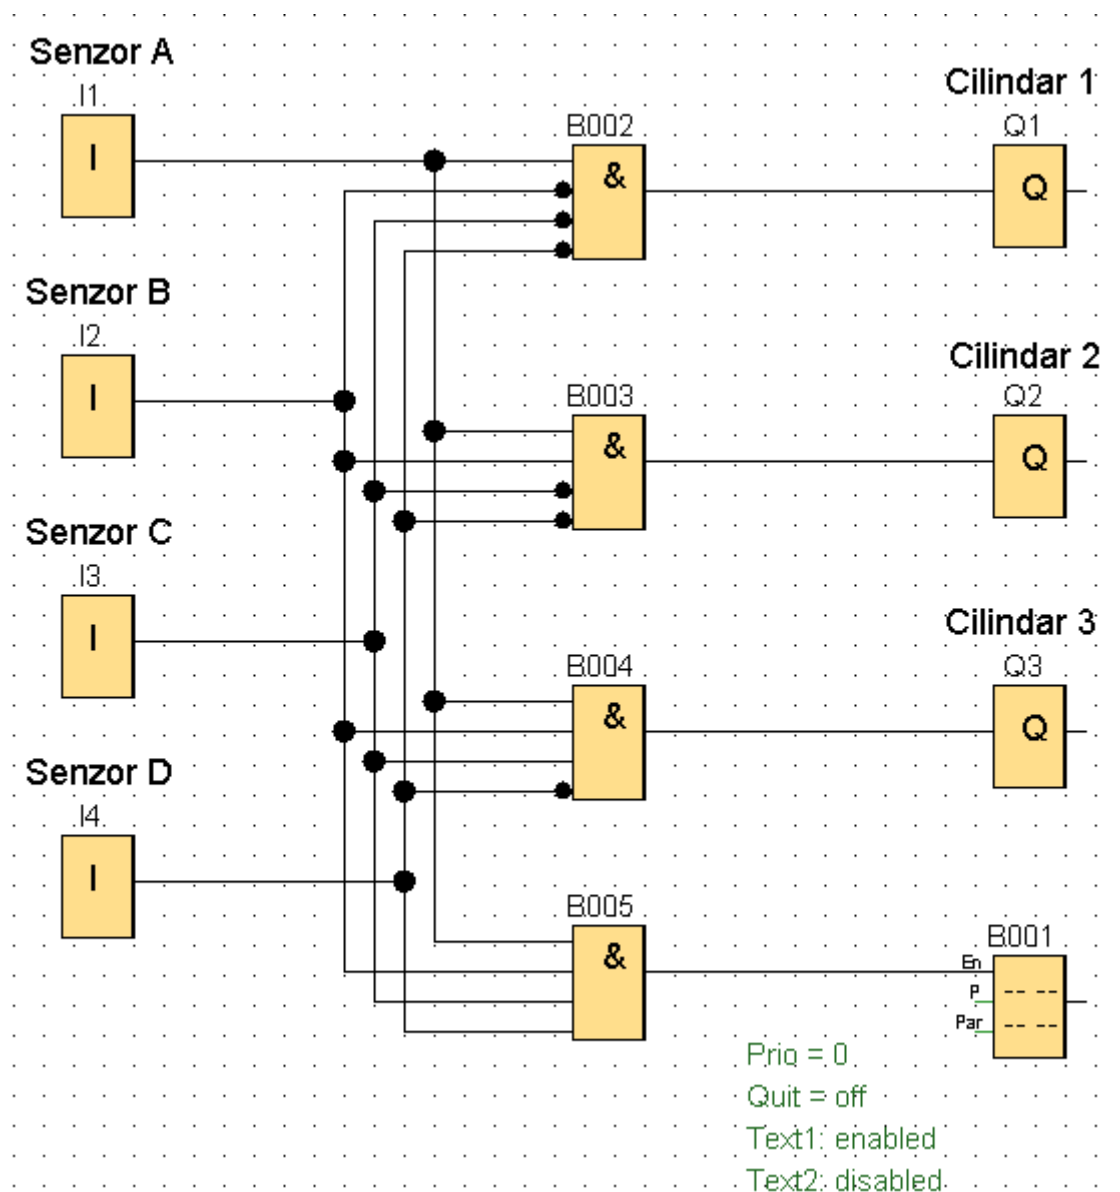 Senzor A
I1
I
B002
&
Cilindar 1
Q1
Q
Senzor B
I2
I
B003
&
Cilindar 2
Q2
Q
Senzor C
I3
I
B004
&
Cilindar 3
Q3
Q
Senzor D
I4
I
B005
&
B001
En
P
Par
-- --
-- --
Prio = 0
Quit = off
Text1: enabled
Text2: disabled